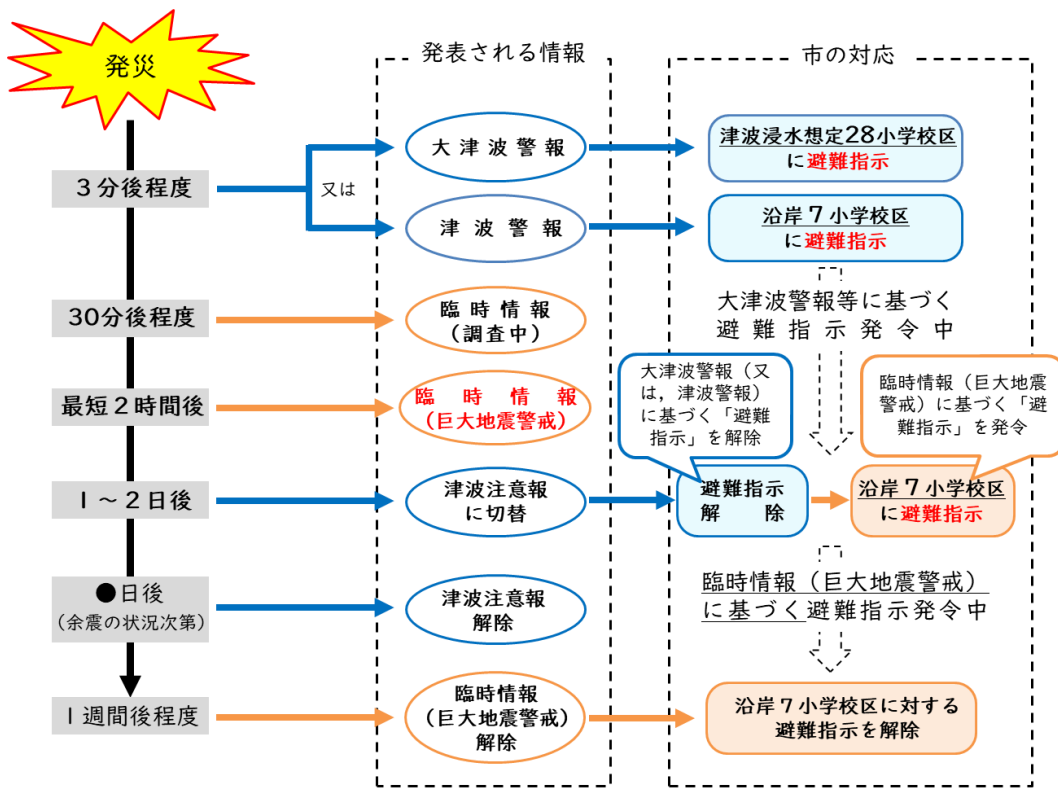 発災
発表される情報
市の対応
3分後程度
又は
大津波警報
津波浸水想定28小学校区
に避難指示
津波警報
沿岸7小学校区
に避難指示
30分後程度
臨時情報
（調査中）
大津波警報等に基づく
避難指示発令中
最短2時間後
臨時情報
（巨大地震警戒）
大津波警報（又
は，津波警報）
に基づく「避難
指示」を解除
臨時情報（巨大地震
警戒）に基づく「避
難指示」を発令
1～2日後
津波注意報
に切替
避難指示
解除
沿岸7小学校区
に避難指示
●日後
（余震の状況次第）
津波注意報
解除
臨時情報（巨大地震警戒）
に基づく避難指示発令中
1週間後程度
臨時情報
（巨大地震警戒）
解除
沿岸7小学校区に対する
避難指示を解除